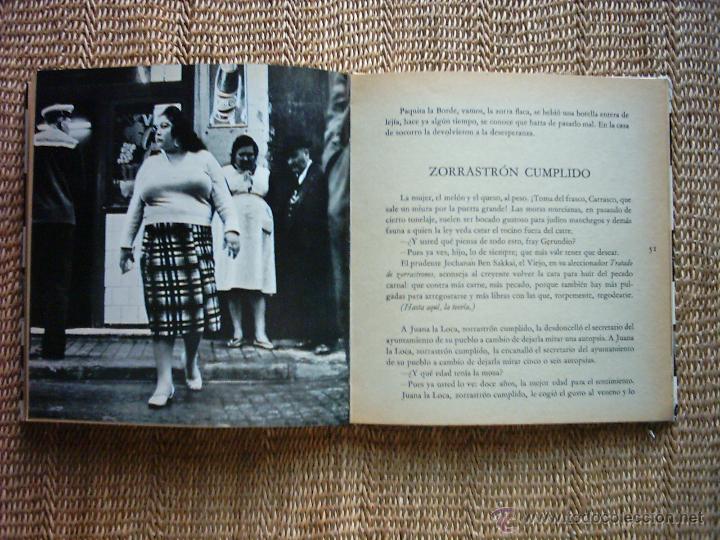 Paquita la Borde, vamos, la zorra flaca, se bebió una botella entera de
lejía, hace ya algún tiempo, se conoce que harta de pasarlo mal. En la casa
de socorro la devolvieron a la desesperanza.
ZORRASTRÓN CUMPLIDO
La mujer, el melón y el queso, al peso. ¡Toma del frasco, Carrasco, que
sale un miura por la puerta grande! Las moras murcianas, en pasando de
cierto tonelaje, suelen ser bocado gustoso para judíos manchegos y demás
fauna a quien la ley veda catar el tocino fuera del catre.
—¿Y usted qué piensa de todo esto, fray Gerundio?
—Pues ya ves, hijo, lo de siempre; que más vale tener que desear.
El prudente Jochanan Ben Sakkai, el Viejo, en su aleccionador Tratado
de zorrastrones, aconseja al creyente volver la cara para huir del pecado
carnal: que contra más carne, más pecado, porque también hay más pul-
gadas para arregostarse y más libras con las que, torpemente, regodearse.
(Hasta aquí, la teoría.)
51
A Juana la Loca, zorrastrón cumplido, la desdoncelló el secretario del
ayuntamiento de su pueblo a cambio de dejarla mirar una autopsia. A Juana
la Loca, zorrastrón cumplido, la encanalló el secretario del ayuntamiento
de su pueblo a cambio de dejarla mirar cinco o seis autopsias.
—¿Y qué edad tenía la moza?
—Pues ya usted lo ve: doce años, la mejor edad para el sentimiento.
Juana la Loca, zorrastrón cumplido, le cogió el gusto al veneno y lo
© todocoleccion.net